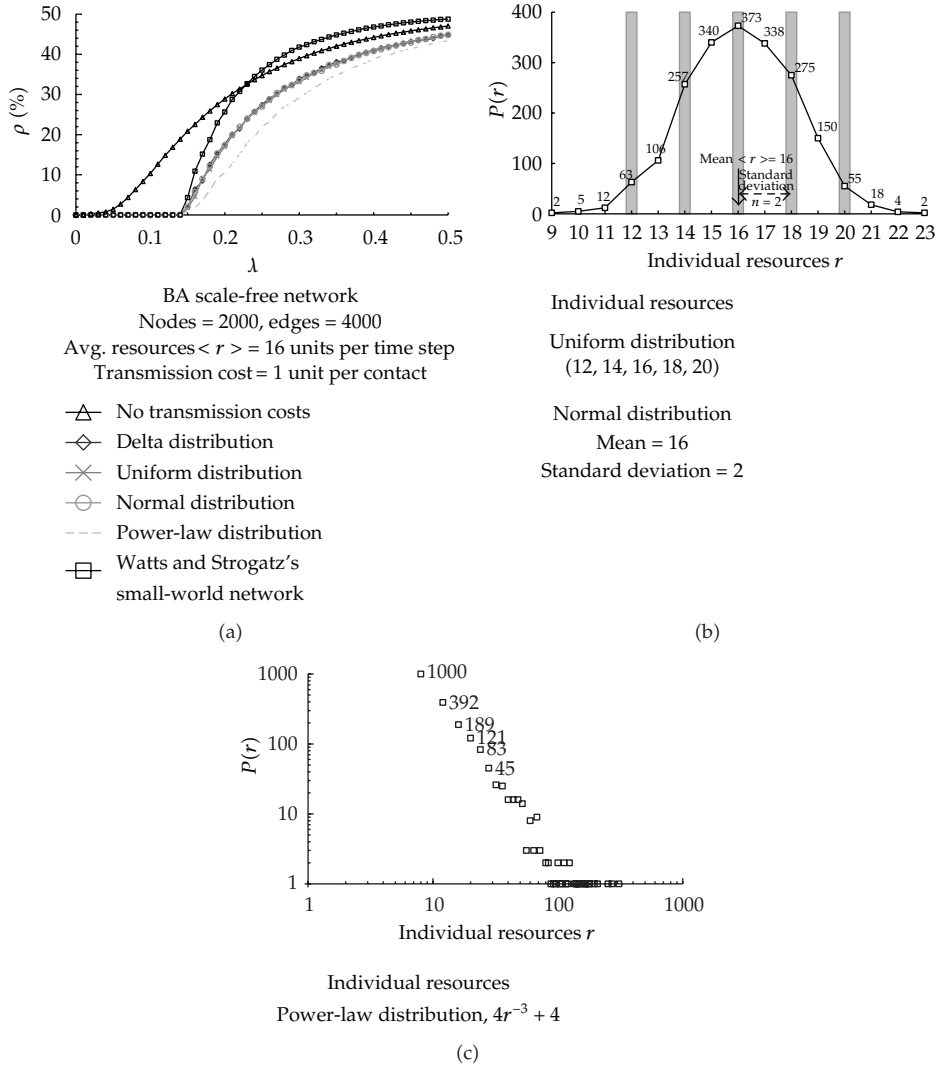 50
40
30
20
10
0
ρ (%)
0 0.1 0.2 0.3 0.4 0.5
λ
BA scale-free network
Nodes = 2000, edges = 4000
Avg. resources < r > = 16 units per time step
Transmission cost = 1 unit per contact
No transmission costs
Delta distribution
Uniform distribution
Normal distribution
Power-law distribution
Watts and Strogatz's
small-world network
(a)
400
300
200
100
0
P(r)
2 5 12 63 106 257 340 373 338 275 150 55 18 4 2
Mean < r >= 16
Standard
deviation
n = 2
9 10 11 12 13 14 15 16 17 18 19 20 21 22 23
Individual resources r
Individual resources
Uniform distribution
(12, 14, 16, 18, 20)
Normal distribution
Mean = 16
Standard deviation = 2
(b)
1000
100
10
1
P(r)
1000
392
189
121
83
45
1 10 100 1000
Individual resources r
Individual resources
Power-law distribution, 4r⁻³ + 4
(c)